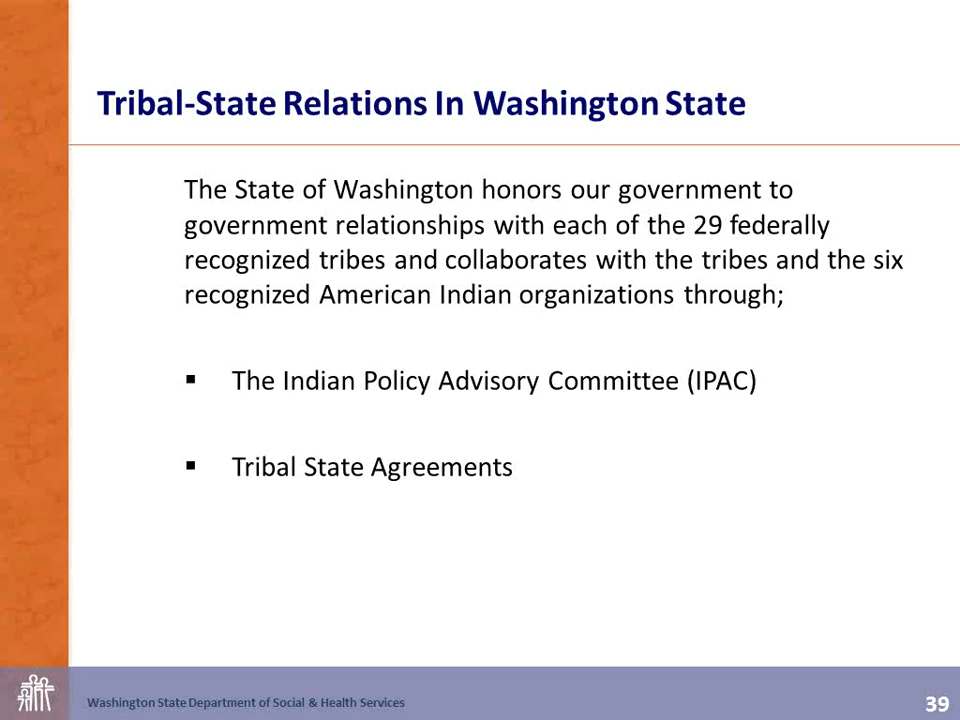 Tribal-State Relations In Washington State
The State of Washington honors our government to
government relationships with each of the 29 federally
recognized tribes and collaborates with the tribes and the six
recognized American Indian organizations through;
▪ The Indian Policy Advisory Committee (IPAC)
▪ Tribal State Agreements
Washington State Department of Social & Health Services
39